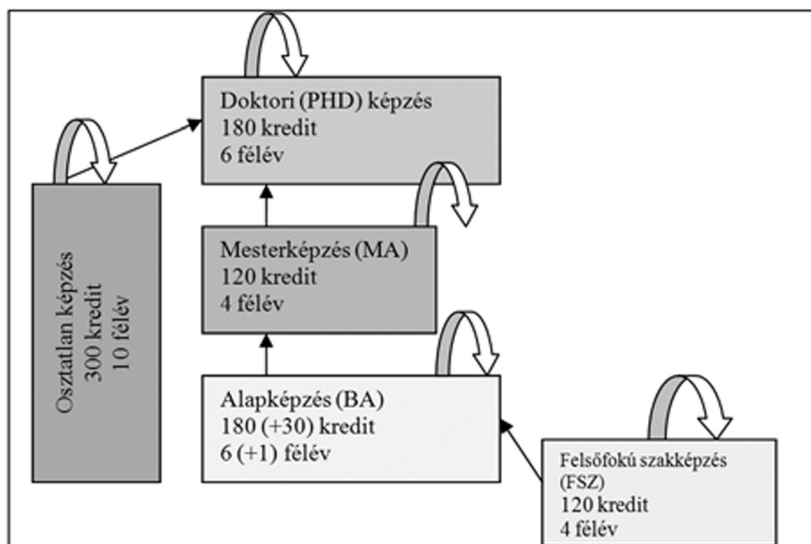 Doktori (PHD) képzés
180 kredit
6 félév
Osztatlan képzés
300 kredit
10 félév
Mesterképzés (MA)
120 kredit
4 félév
Alapképzés (BA)
180 (+30) kredit
6 (+1) félév
Felsőfokú szakképzés
(FSZ)
120 kredit
4 félév